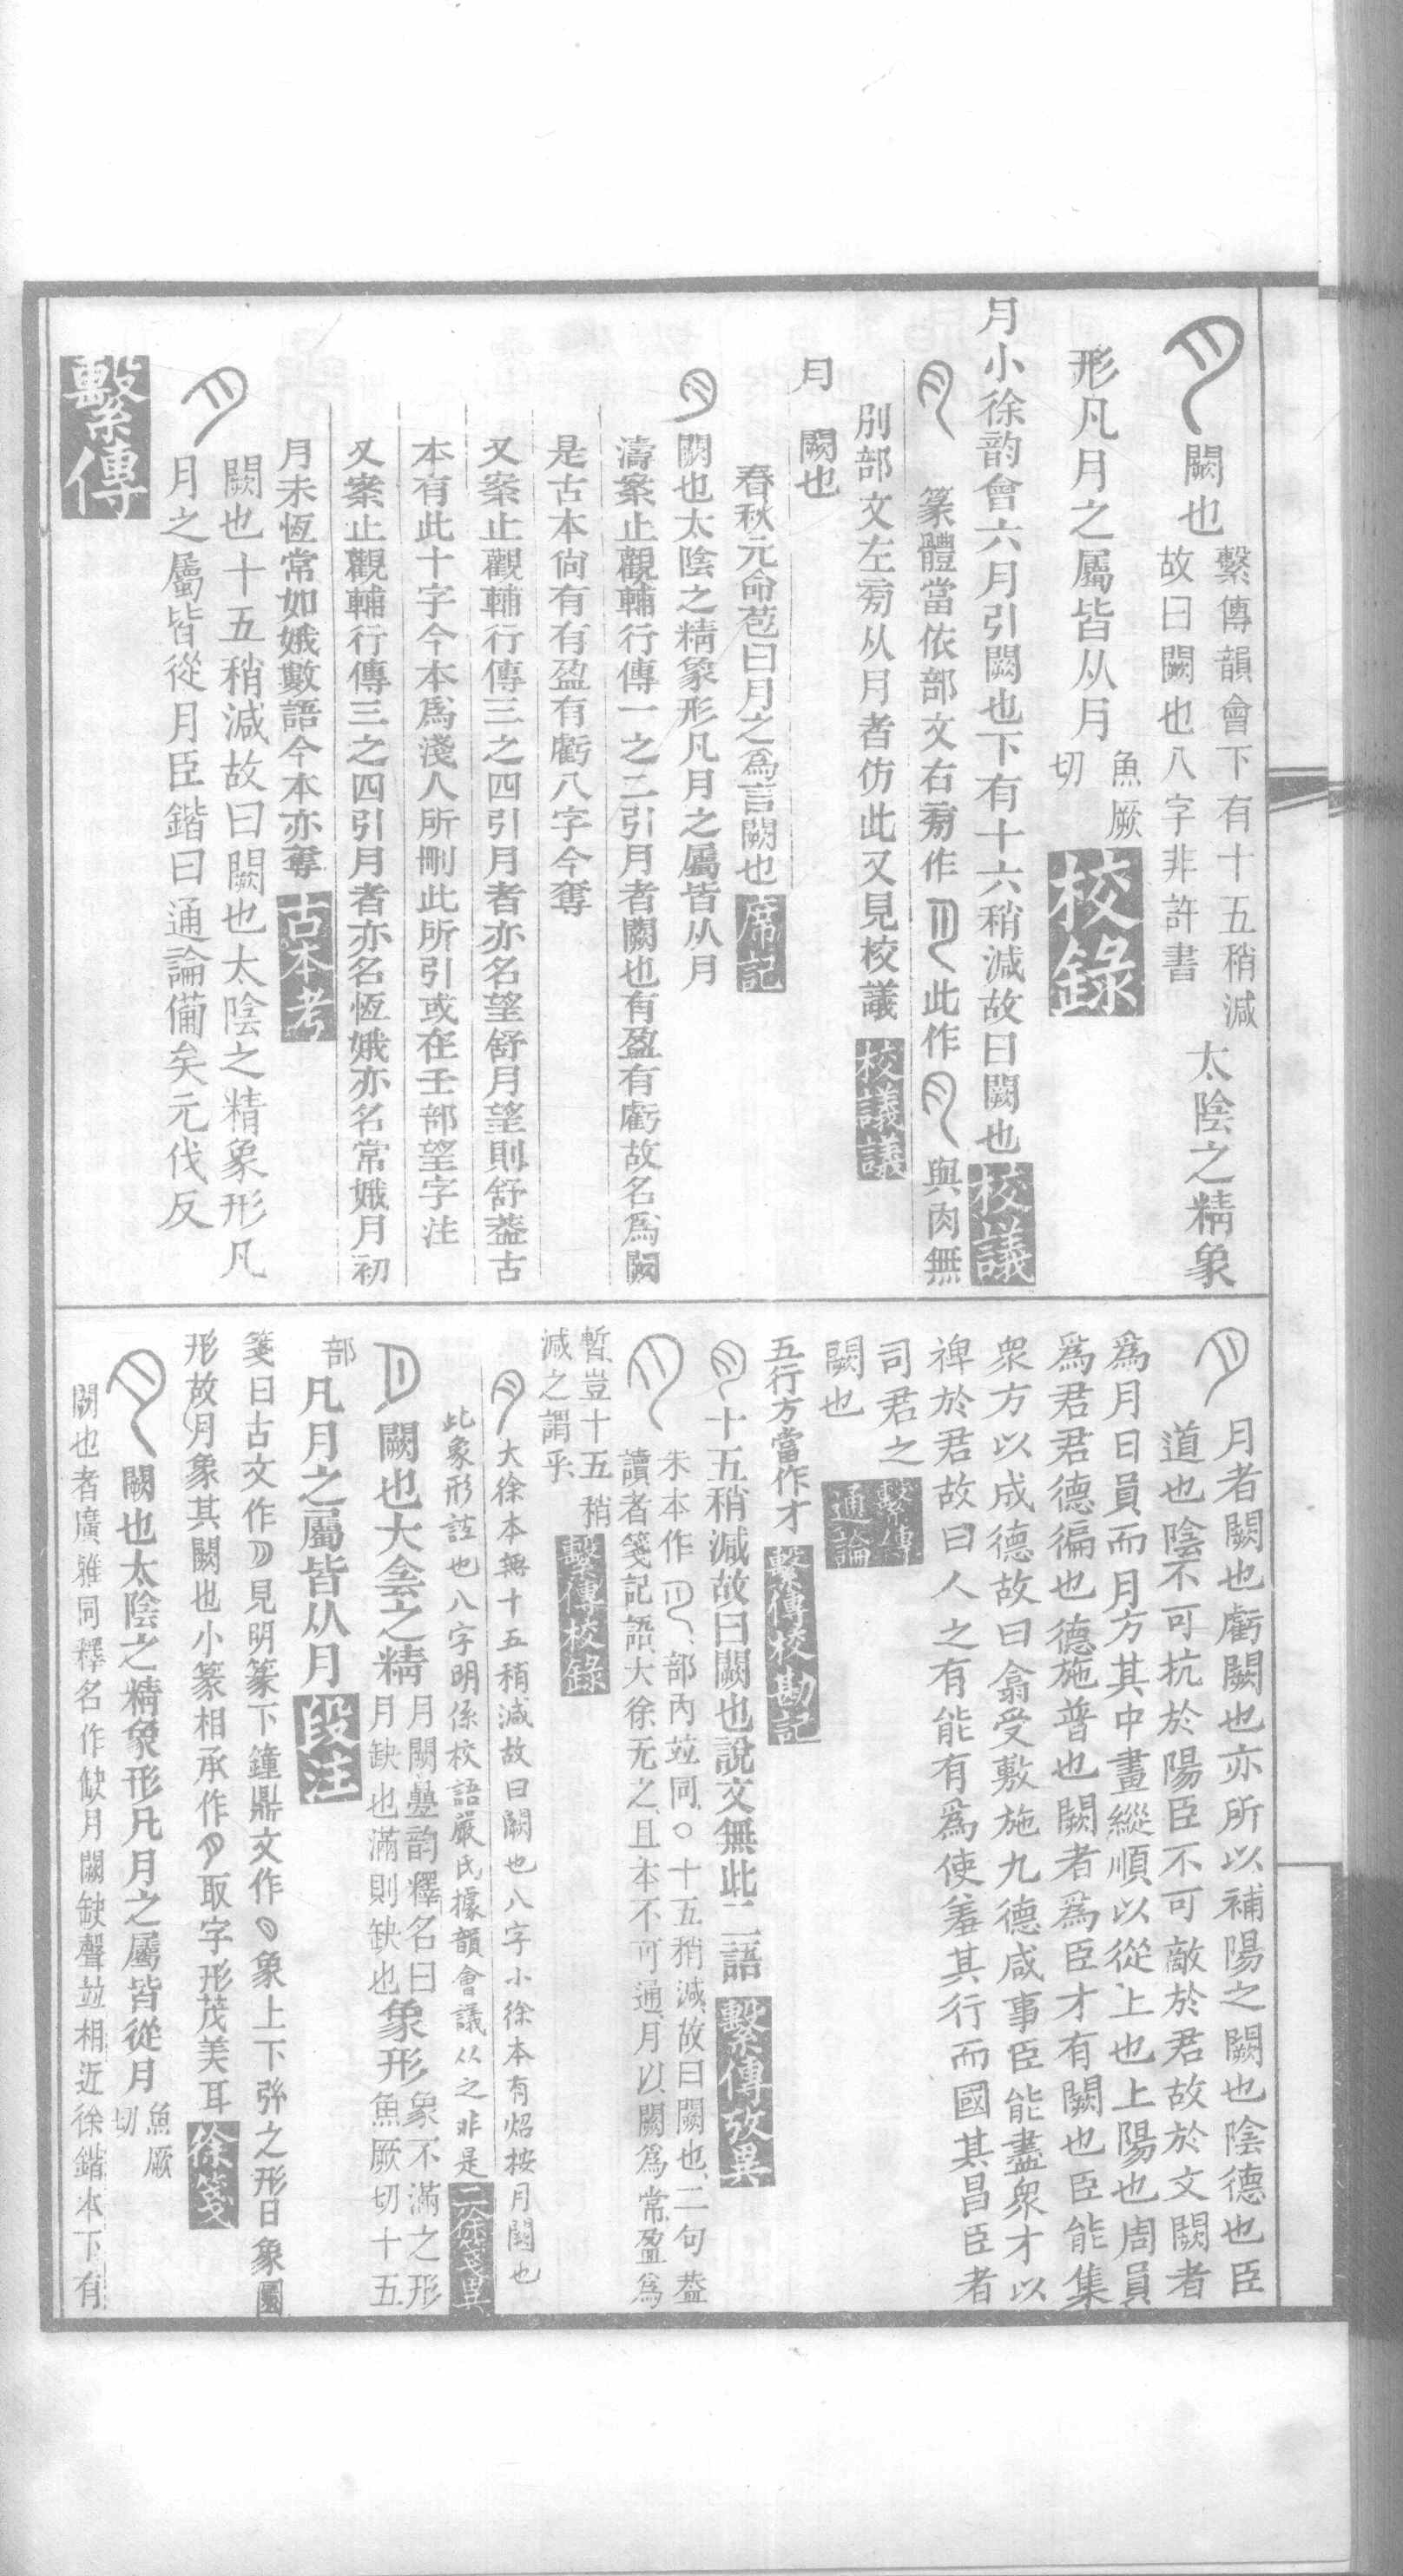 闕也繫傳韻會下有十五稍減
故曰闕也八字非許書太陰之精象
形凡月之屬皆从月魚厥
切校錄
月小徐韵會六月引闕也下有十六稍減故曰闕也校議
篆體當依部文右旁作此作與肉無
別部文左旁从月者仿此又見校議校議議
月　闕也
春秋元命苞曰月之為言闕也席記
闕也太陰之精象形凡月之屬皆从月
濤案止觀輔行傳一之二引月者闕也有盈有虧故名爲闕
是古本尙有有盈有虧八字今奪
又案止觀輔行傳三之四引月者亦名望舒月望則舒葢古
本有此十字今本爲淺人所刪此所引或在壬部望字注
又案止觀輔行傳三之四引月者亦名恆娥亦名常娥月初
月未恆常如娥數語今本亦奪古本考
闕也十五稍減故曰闕也太陰之精象形凡
月之屬皆從月臣鍇曰通論備矣元伐反
繫傳
月者闕也虧闕也亦所以補陽之闕也陰德也臣
道也陰不可抗於陽臣不可敵於君故於文闕者
爲月日員而月方其中畫縱順以從上也上陽也周員
爲君君德徧也德施普也闕者爲臣才有闕也臣能集
眾方以成德故曰翕受敷施九德咸事臣能盡眾才以
裨於君故曰人之有能有爲使羞其行而國其昌臣者
司君之
闕也繫傳
通論
五行方當作才繫傳校勘記
十五稍減故曰闕也說文無此二語繫傳攷異
朱本作部內竝同○十五稍減、故曰闕也、二句葢
讀者箋記語、大徐无之、且本不可通、月以闕爲常、盈爲
暫、豈十五稍
減之謂乎、繫傳校錄
大徐本無十五稍減故曰闕也八字小徐本有炤按月闕也
此象形該也八字明係校語嚴氏據韻會議以之非是二徐箋異
闕也大侌之精月闕㬪韵釋名曰
月缺也滿則缺也象形象不滿之形
魚厥切十五
部凡月之屬皆从月段注
箋曰古文作見明篆下鐘鼎文作象上下弦之形日象圜
形故月象其闕也小篆相承作取字形茂美耳徐箋
闕也太陰之精象形凡月之屬皆從月魚厥
切
闕也者廣雅同釋名作缺月闕缺聲竝相近徐鍇本下有